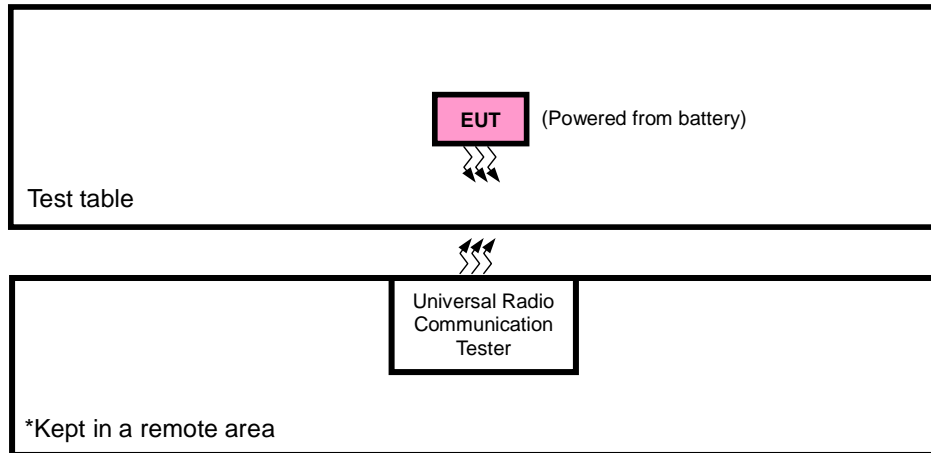 EUT
(Powered from battery)
Test table
Universal Radio
Communication
Tester
*Kept in a remote area